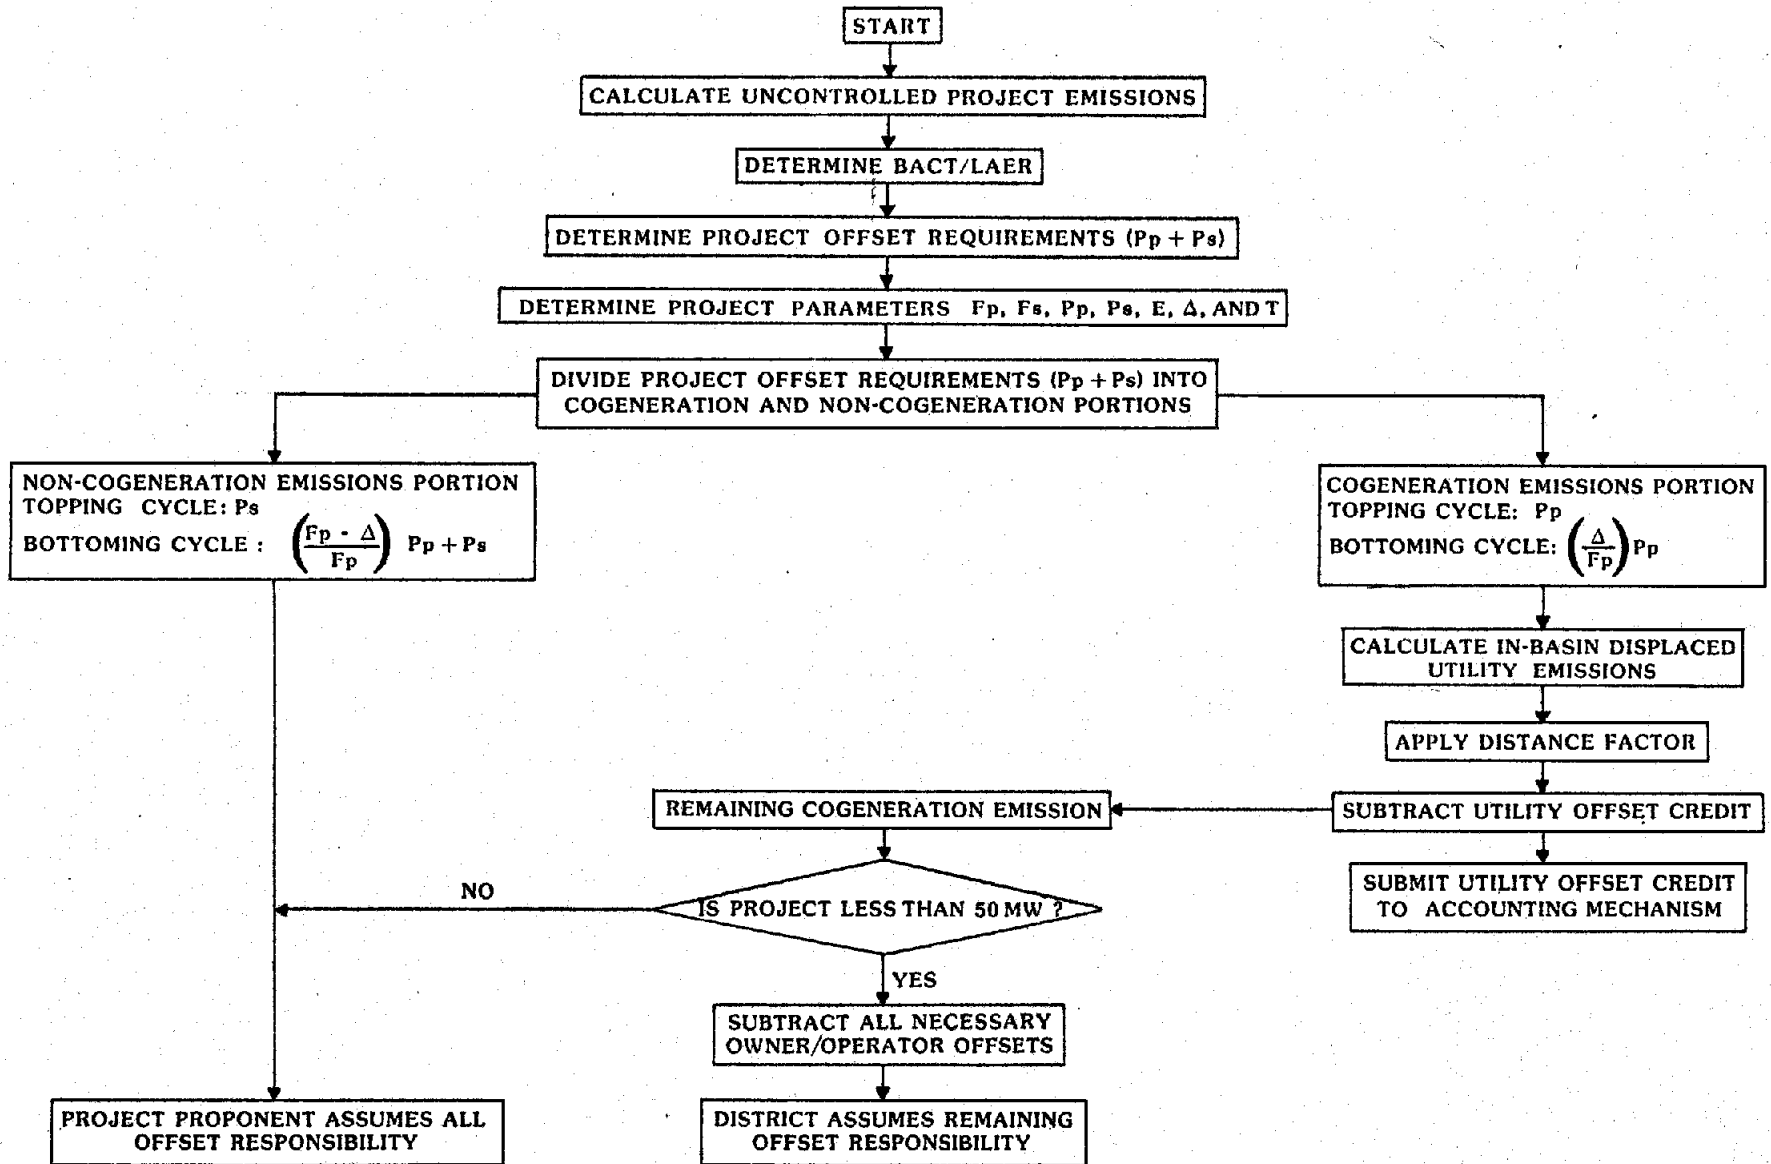 START
CALCULATE UNCONTROLLED PROJECT EMISSIONS
DETERMINE BACT/LAER
DETERMINE PROJECT OFFSET REQUIREMENTS (Pp + Ps)
DETERMINE PROJECT PARAMETERS Fp, Fs, Pp, Ps, E, Δ, AND T
DIVIDE PROJECT OFFSET REQUIREMENTS (Pp + Ps) INTO
COGENERATION AND NON-COGENERATION PORTIONS
NON-COGENERATION EMISSIONS PORTION
TOPPING CYCLE: Ps
BOTTOMING CYCLE : (Fp - Δ / Fp) Pp + Ps
COGENERATION EMISSIONS PORTION
TOPPING CYCLE: Pp
BOTTOMING CYCLE: (Δ / Fp) Pp
CALCULATE IN-BASIN DISPLACED
UTILITY EMISSIONS
APPLY DISTANCE FACTOR
SUBTRACT UTILITY OFFSET CREDIT
REMAINING COGENERATION EMISSION
SUBMIT UTILITY OFFSET CREDIT
TO ACCOUNTING MECHANISM
IS PROJECT LESS THAN 50 MW ?
NO
YES
SUBTRACT ALL NECESSARY
OWNER/OPERATOR OFFSETS
PROJECT PROPONENT ASSUMES ALL
OFFSET RESPONSIBILITY
DISTRICT ASSUMES REMAINING
OFFSET RESPONSIBILITY